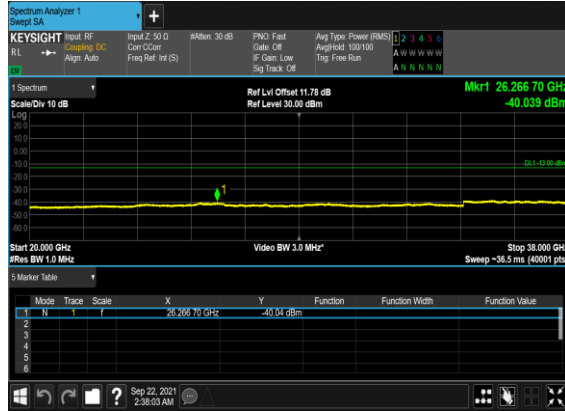 Spectrum Analyzer 1
Swept SA
+
KEYSIGHT Input: RF Input Z: 50 Ω #Atten: 30 dB PNO: Fast Avg Type: Power (RMS) 1 2 3 4 5 6
RL Coupling: DC Corr CCorr Gate: Off Avg|Hold: 100/100 A W W W W W
Align: Auto Freq Ref: Int (S) IF Gain: Low Trig: Free Run
Sig Track: Off A N N N N N
LV
1 Spectrum Ref Lvl Offset 11.78 dB Mkr1 26.266 70 GHz
Scale/Div 10 dB Ref Level 30.00 dBm -40.039 dBm
Log
20.0
10.0
0.00
-10.0 DL1 -13.00 dBm
-20.0
-30.0 1
-40.0
-50.0
-60.0
Start 20.000 GHz Video BW 3.0 MHz* Stop 38.000 GHz
#Res BW 1.0 MHz Sweep ~36.5 ms (40001 pts)
5 Marker Table
Mode Trace Scale X Y Function Function Width Function Value
1 N 1 f 26.266 70 GHz -40.04 dBm
2
3
4
5
6
? Sep 22, 2021
2:38:03 AM